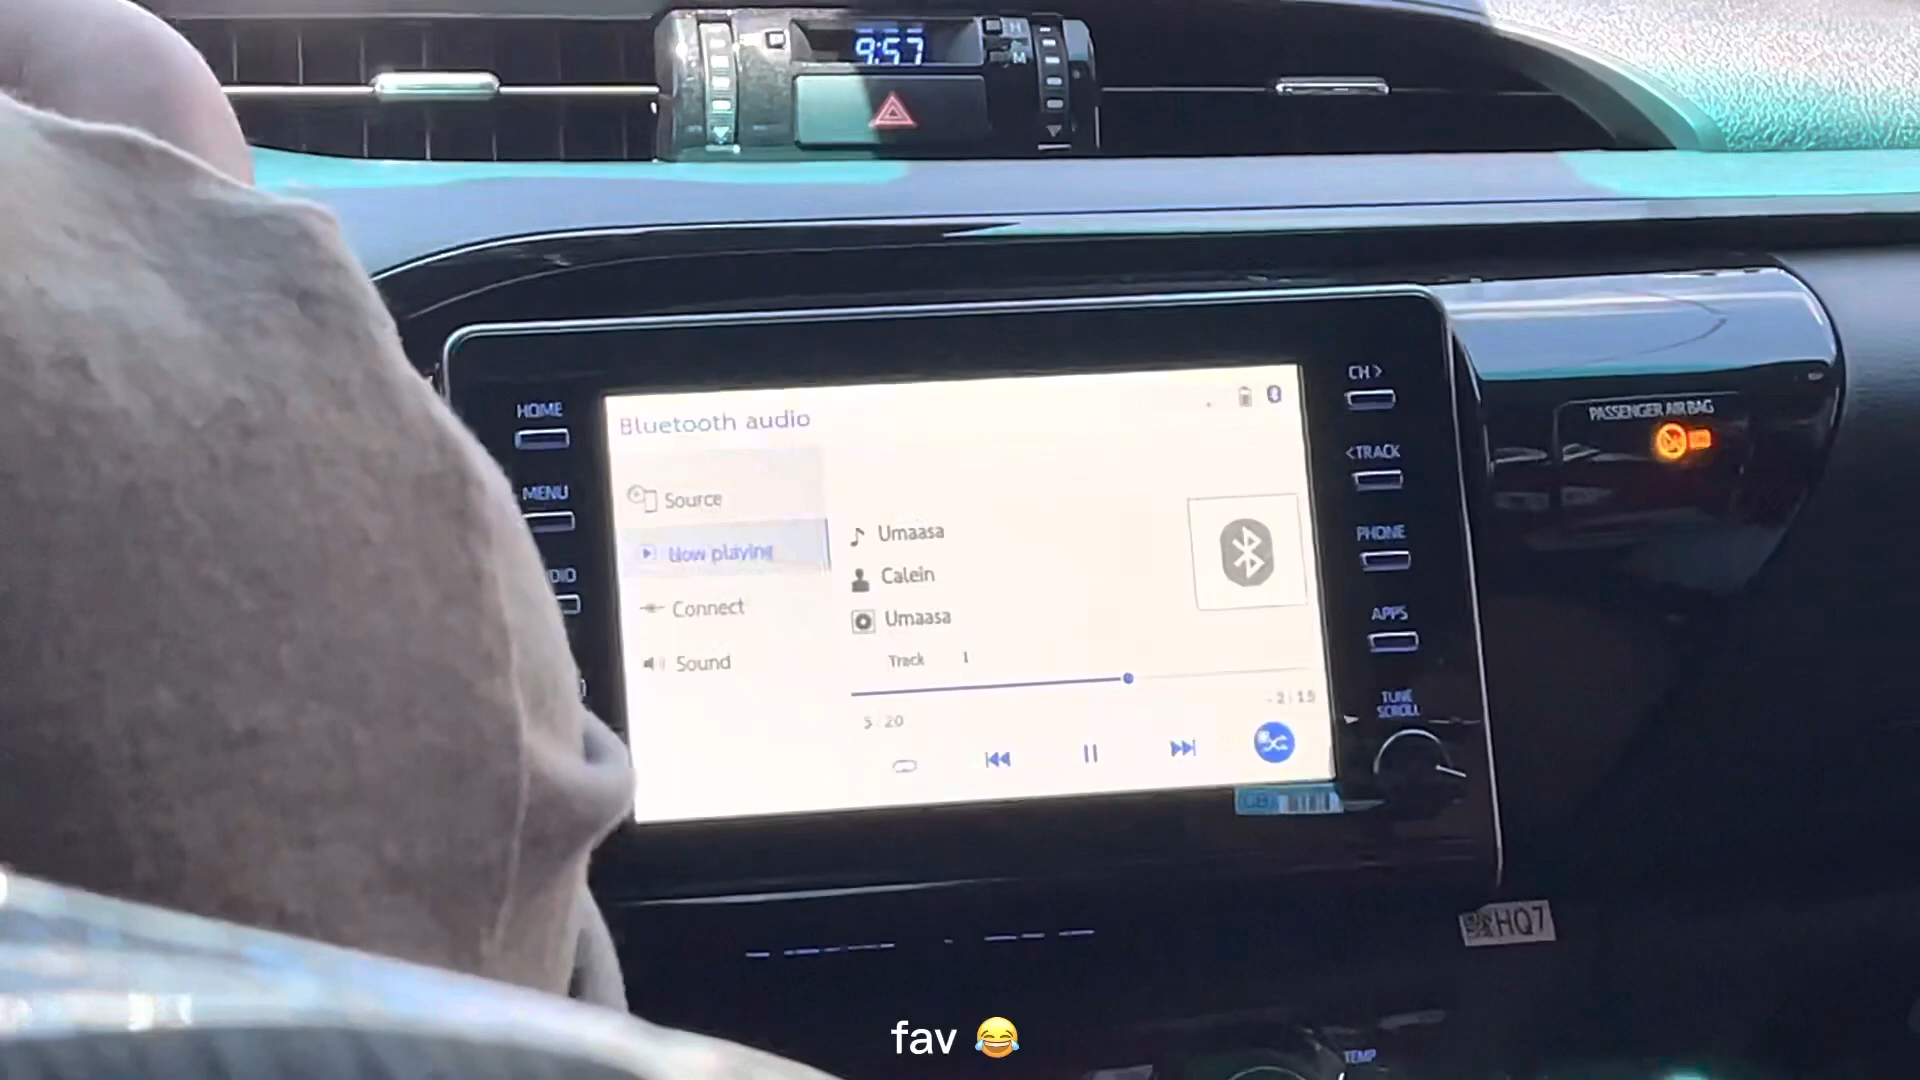 9:57
H
M
HOME
MENU
Bluetooth audio
Source
Now playing
Connect
Sound
Umaasa
Calein
Umaasa
Track 1
5:20
-2:15
CH >
< TRACK
PHONE
APPS
TUNE
SCROLL
PASSENGER AIR BAG
HQ7
fav 😂
TEMP